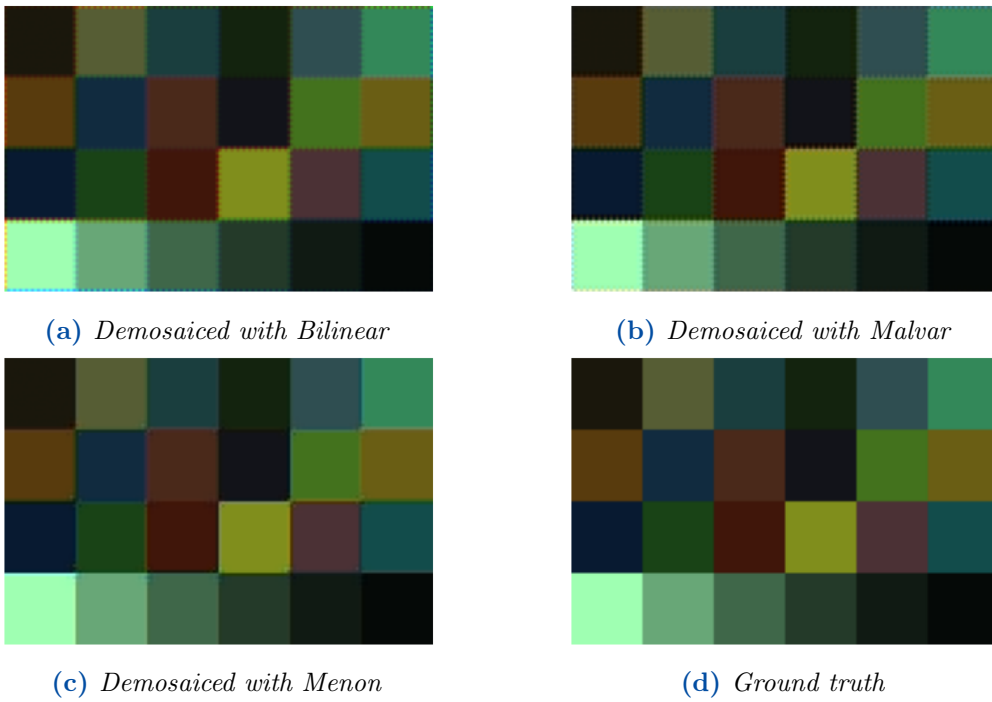 (a) Demosaiced with Bilinear
(b) Demosaiced with Malvar
(c) Demosaiced with Menon
(d) Ground truth